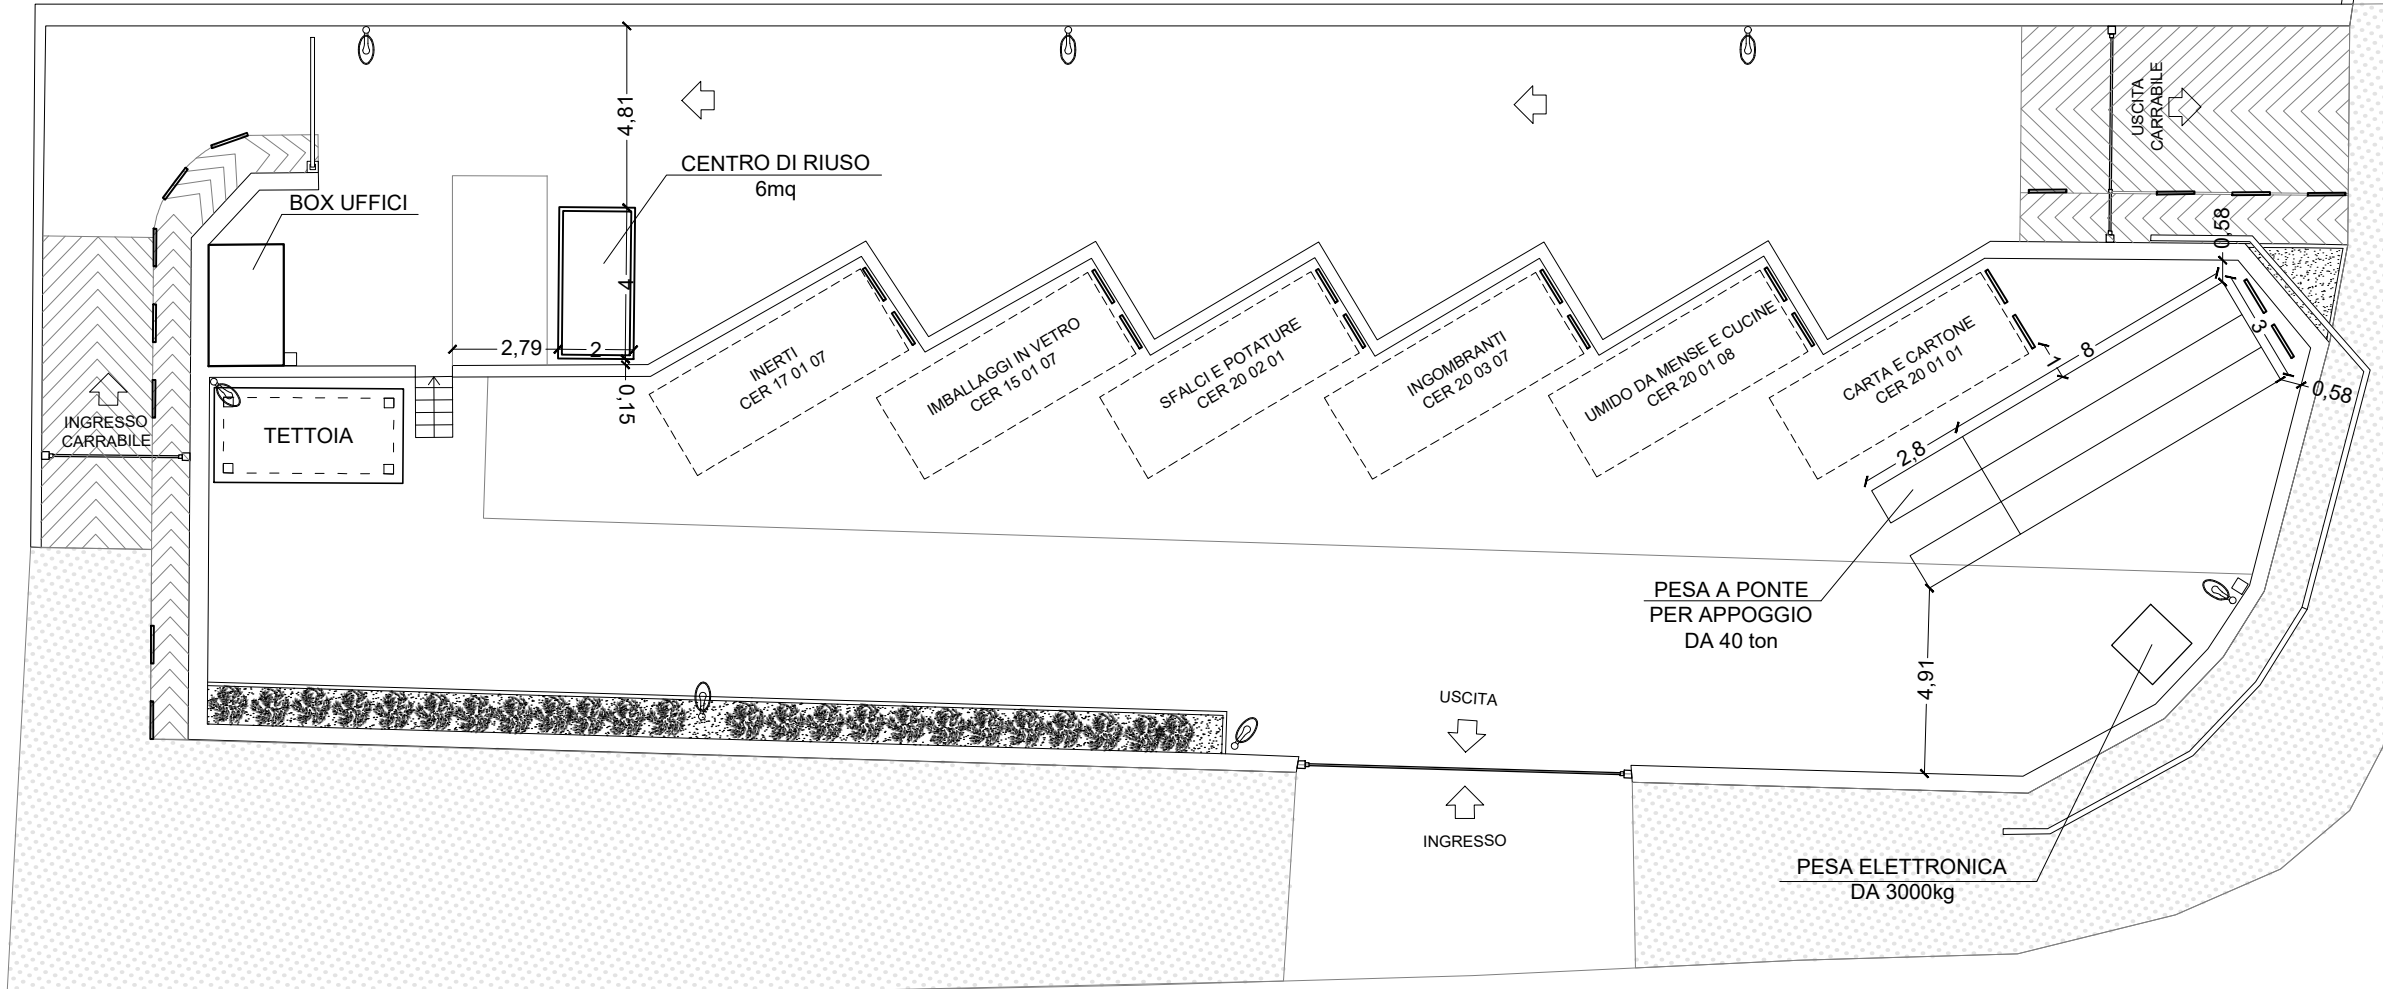 4,81
USCITA
CARRABILE
CENTRO DI RIUSO
6mq
BOX UFFICI
0,58
4
2,79
2
0,15
INERTI
CER 17 01 07
IMBALLAGGI IN VETRO
CER 15 01 07
SFALCI E POTATURE
CER 20 02 01
INGOMBRANTI
CER 20 03 07
UMIDO DA MENSE E CUCINE
CER 20 01 08
CARTA E CARTONE
CER 20 01 01
1
8
3
0,58
2,8
INGRESSO
CARRABILE
TETTOIA
PESA A PONTE
PER APPOGGIO
DA 40 ton
4,91
USCITA
INGRESSO
PESA ELETTRONICA
DA 3000kg